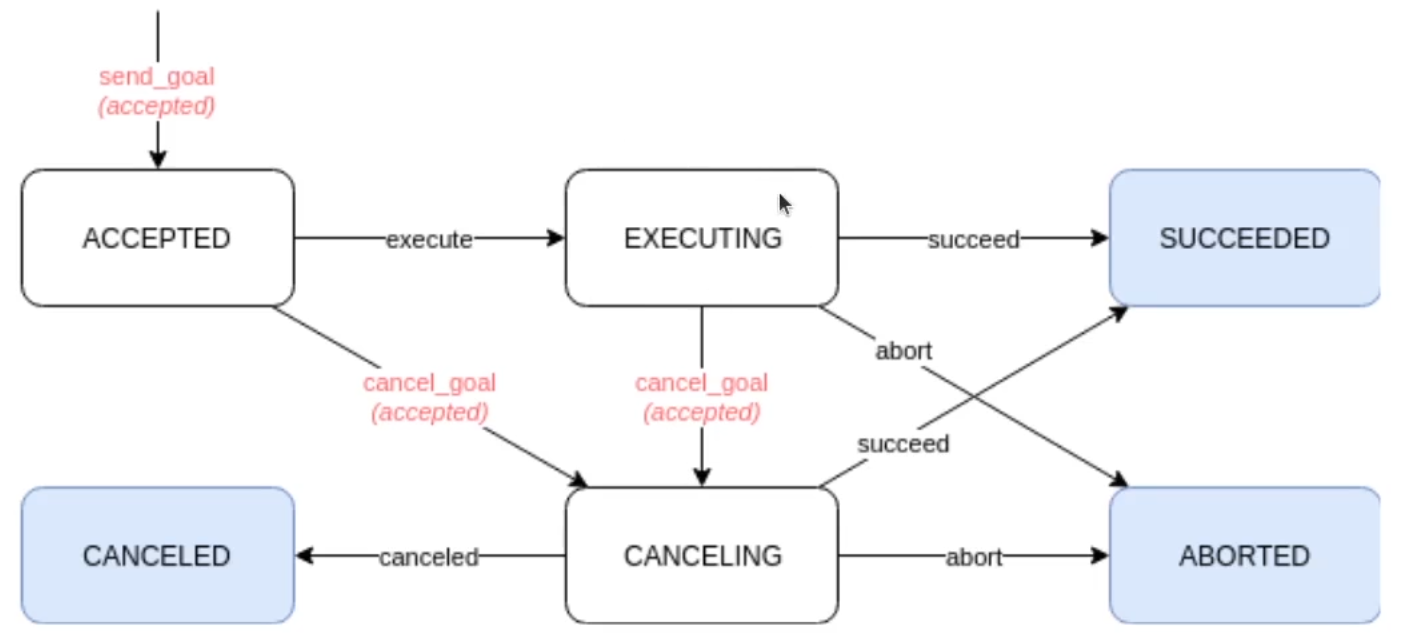 send_goal
(accepted)
ACCEPTED
execute
EXECUTING
succeed
SUCCEEDED
abort
cancel_goal
(accepted)
cancel_goal
(accepted)
succeed
CANCELED
canceled
CANCELING
abort
ABORTED